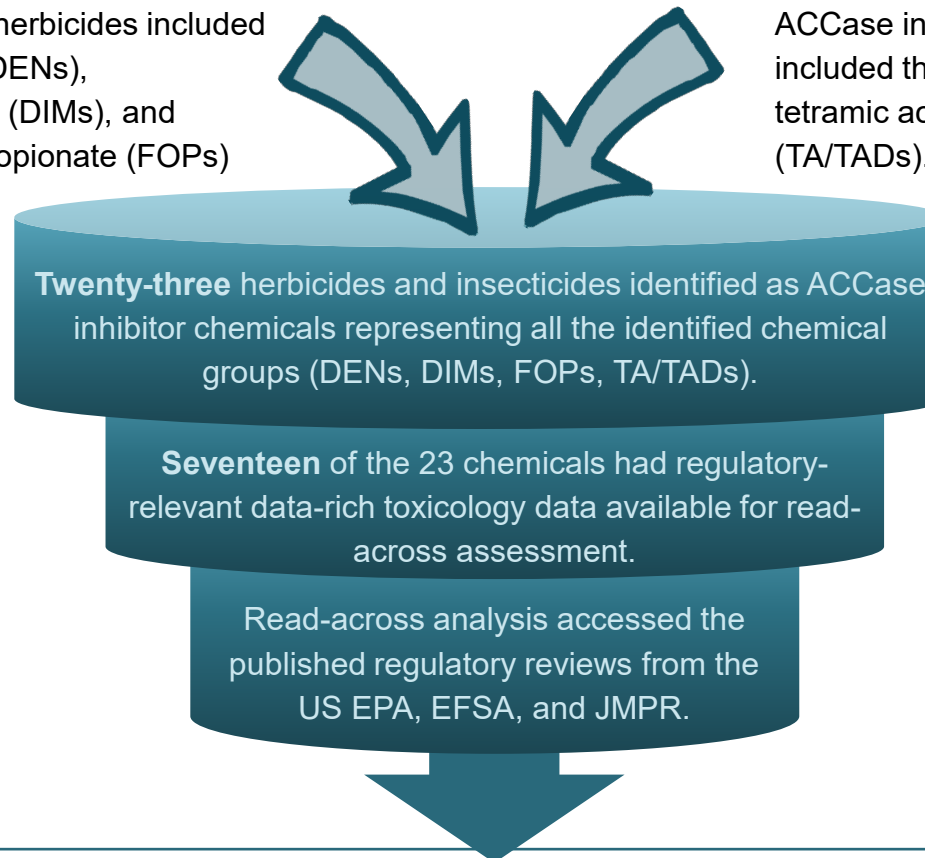 herbicides included
DENs),
(DIMs), and
opionate (FOPs)
ACCase in
included th
tetramic ac
(TA/TADs).
Twenty-three herbicides and insecticides identified as ACCase
inhibitor chemicals representing all the identified chemical
groups (DENs, DIMs, FOPs, TA/TADs).
Seventeen of the 23 chemicals had regulatory-
relevant data-rich toxicology data available for read-
across assessment.
Read-across analysis accessed the
published regulatory reviews from the
US EPA, EFSA, and JMPR.